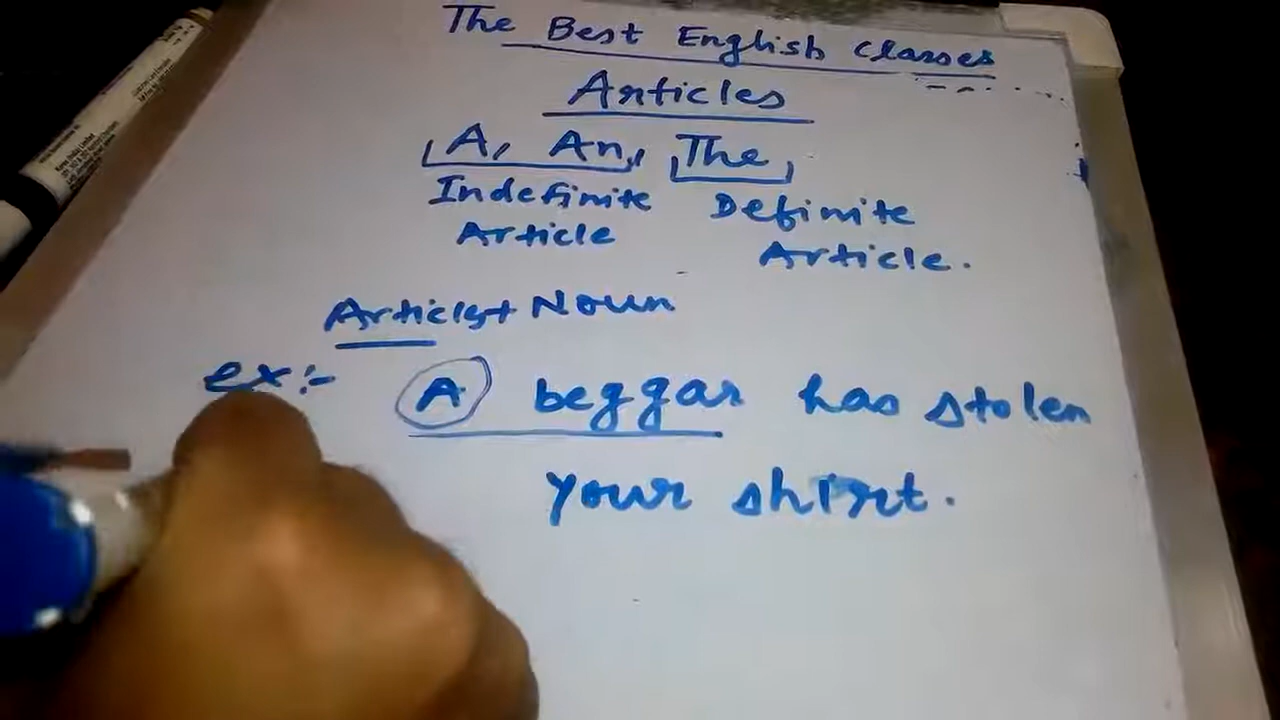 The Best English Classes
Articles
A, An, The,
Indefinite Article
Definite Article.
Article+ Noun
ex:- A beggar has stolen
your shirt.